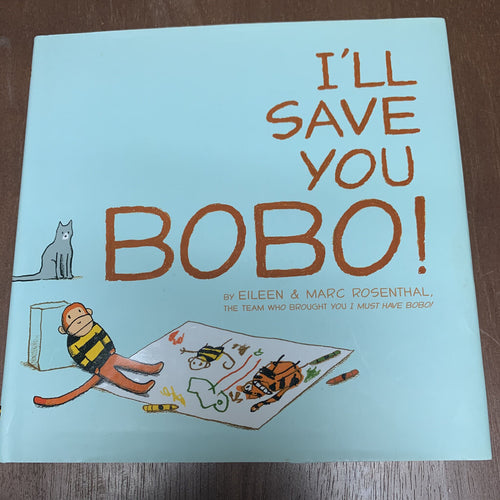 I'LL
SAVE
YOU
BOBO!
BY EILEEN & MARC ROSENTHAL,
THE TEAM WHO BROUGHT YOU I MUST HAVE BOBO!